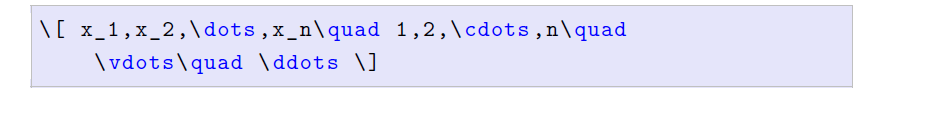 \[ x_1,x_2,\dots,x_n\quad 1,2,\cdots,n\quad
\vdots\quad \ddots \]